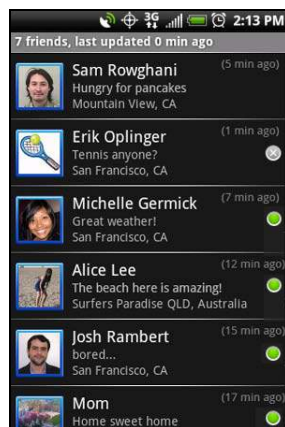 3G 2:13 PM
7 friends, last updated 0 min ago
Sam Rowghani (5 min ago)
Hungry for pancakes
Mountain View, CA
Erik Oplinger (1 min ago)
Tennis anyone?
San Francisco, CA
Michelle Germick (7 min ago)
Great weather!
San Francisco, CA
Alice Lee (12 min ago)
The beach here is amazing!
Surfers Paradise QLD, Australia
Josh Rambert (15 min ago)
bored...
San Francisco, CA
Mom (17 min ago)
Home sweet home